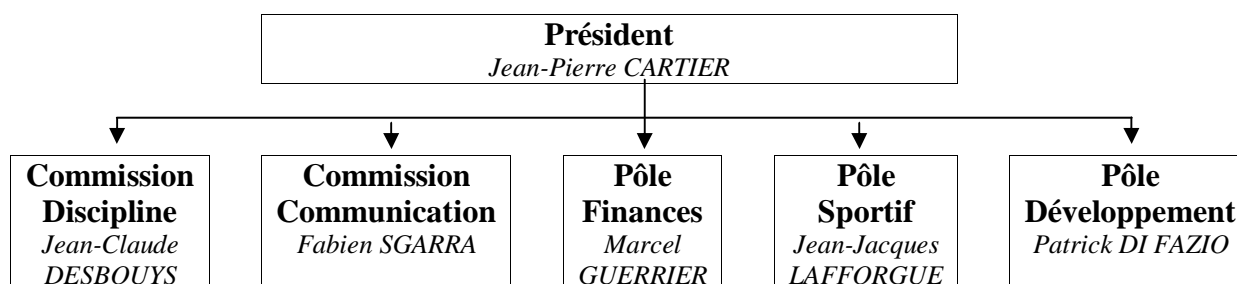 Président
Jean-Pierre CARTIER
Commission
Discipline
Jean-Claude
DESBOUYS
Commission
Communication
Fabien SGARRA
Pôle
Finances
Marcel
GUERRIER
Pôle
Sportif
Jean-Jacques
LAFFORGUE
Pôle
Développement
Patrick DI FAZIO